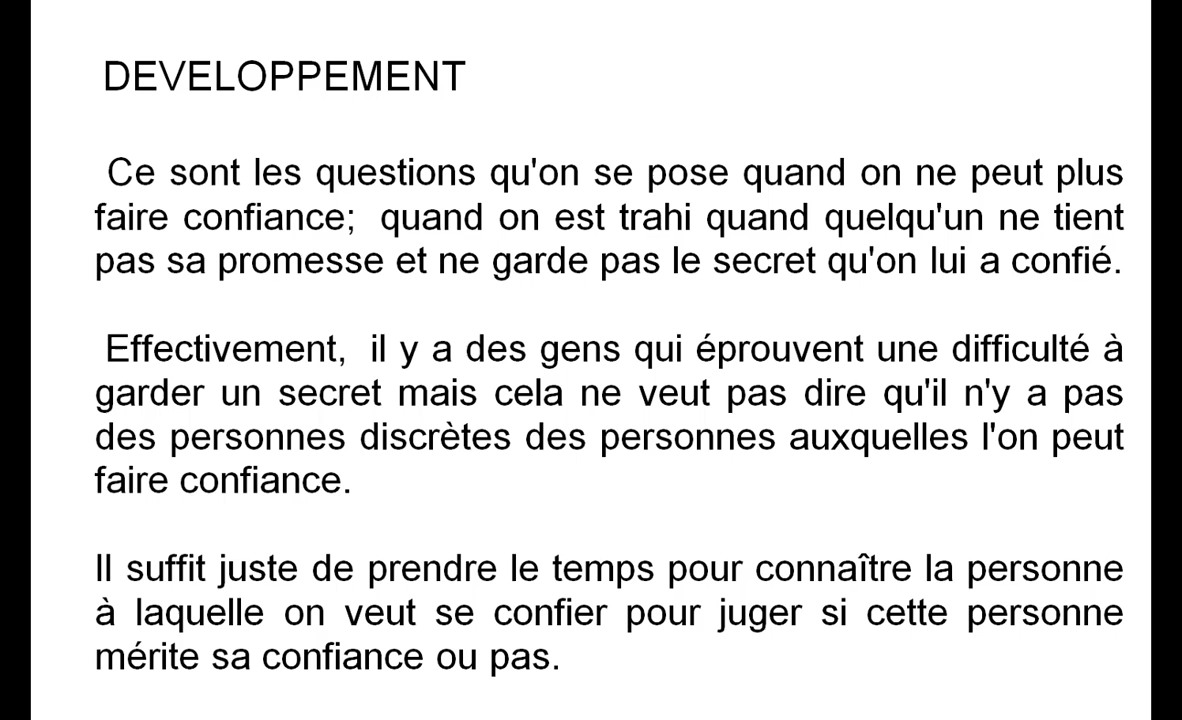 DEVELOPPEMENT
Ce sont les questions qu'on se pose quand on ne peut plus
faire confiance; quand on est trahi quand quelqu'un ne tient
pas sa promesse et ne garde pas le secret qu'on lui a confié.
Effectivement, il y a des gens qui éprouvent une difficulté à
garder un secret mais cela ne veut pas dire qu'il n'y a pas
des personnes discrètes des personnes auxquelles l'on peut
faire confiance.
Il suffit juste de prendre le temps pour connaître la personne
à laquelle on veut se confier pour juger si cette personne
mérite sa confiance ou pas.